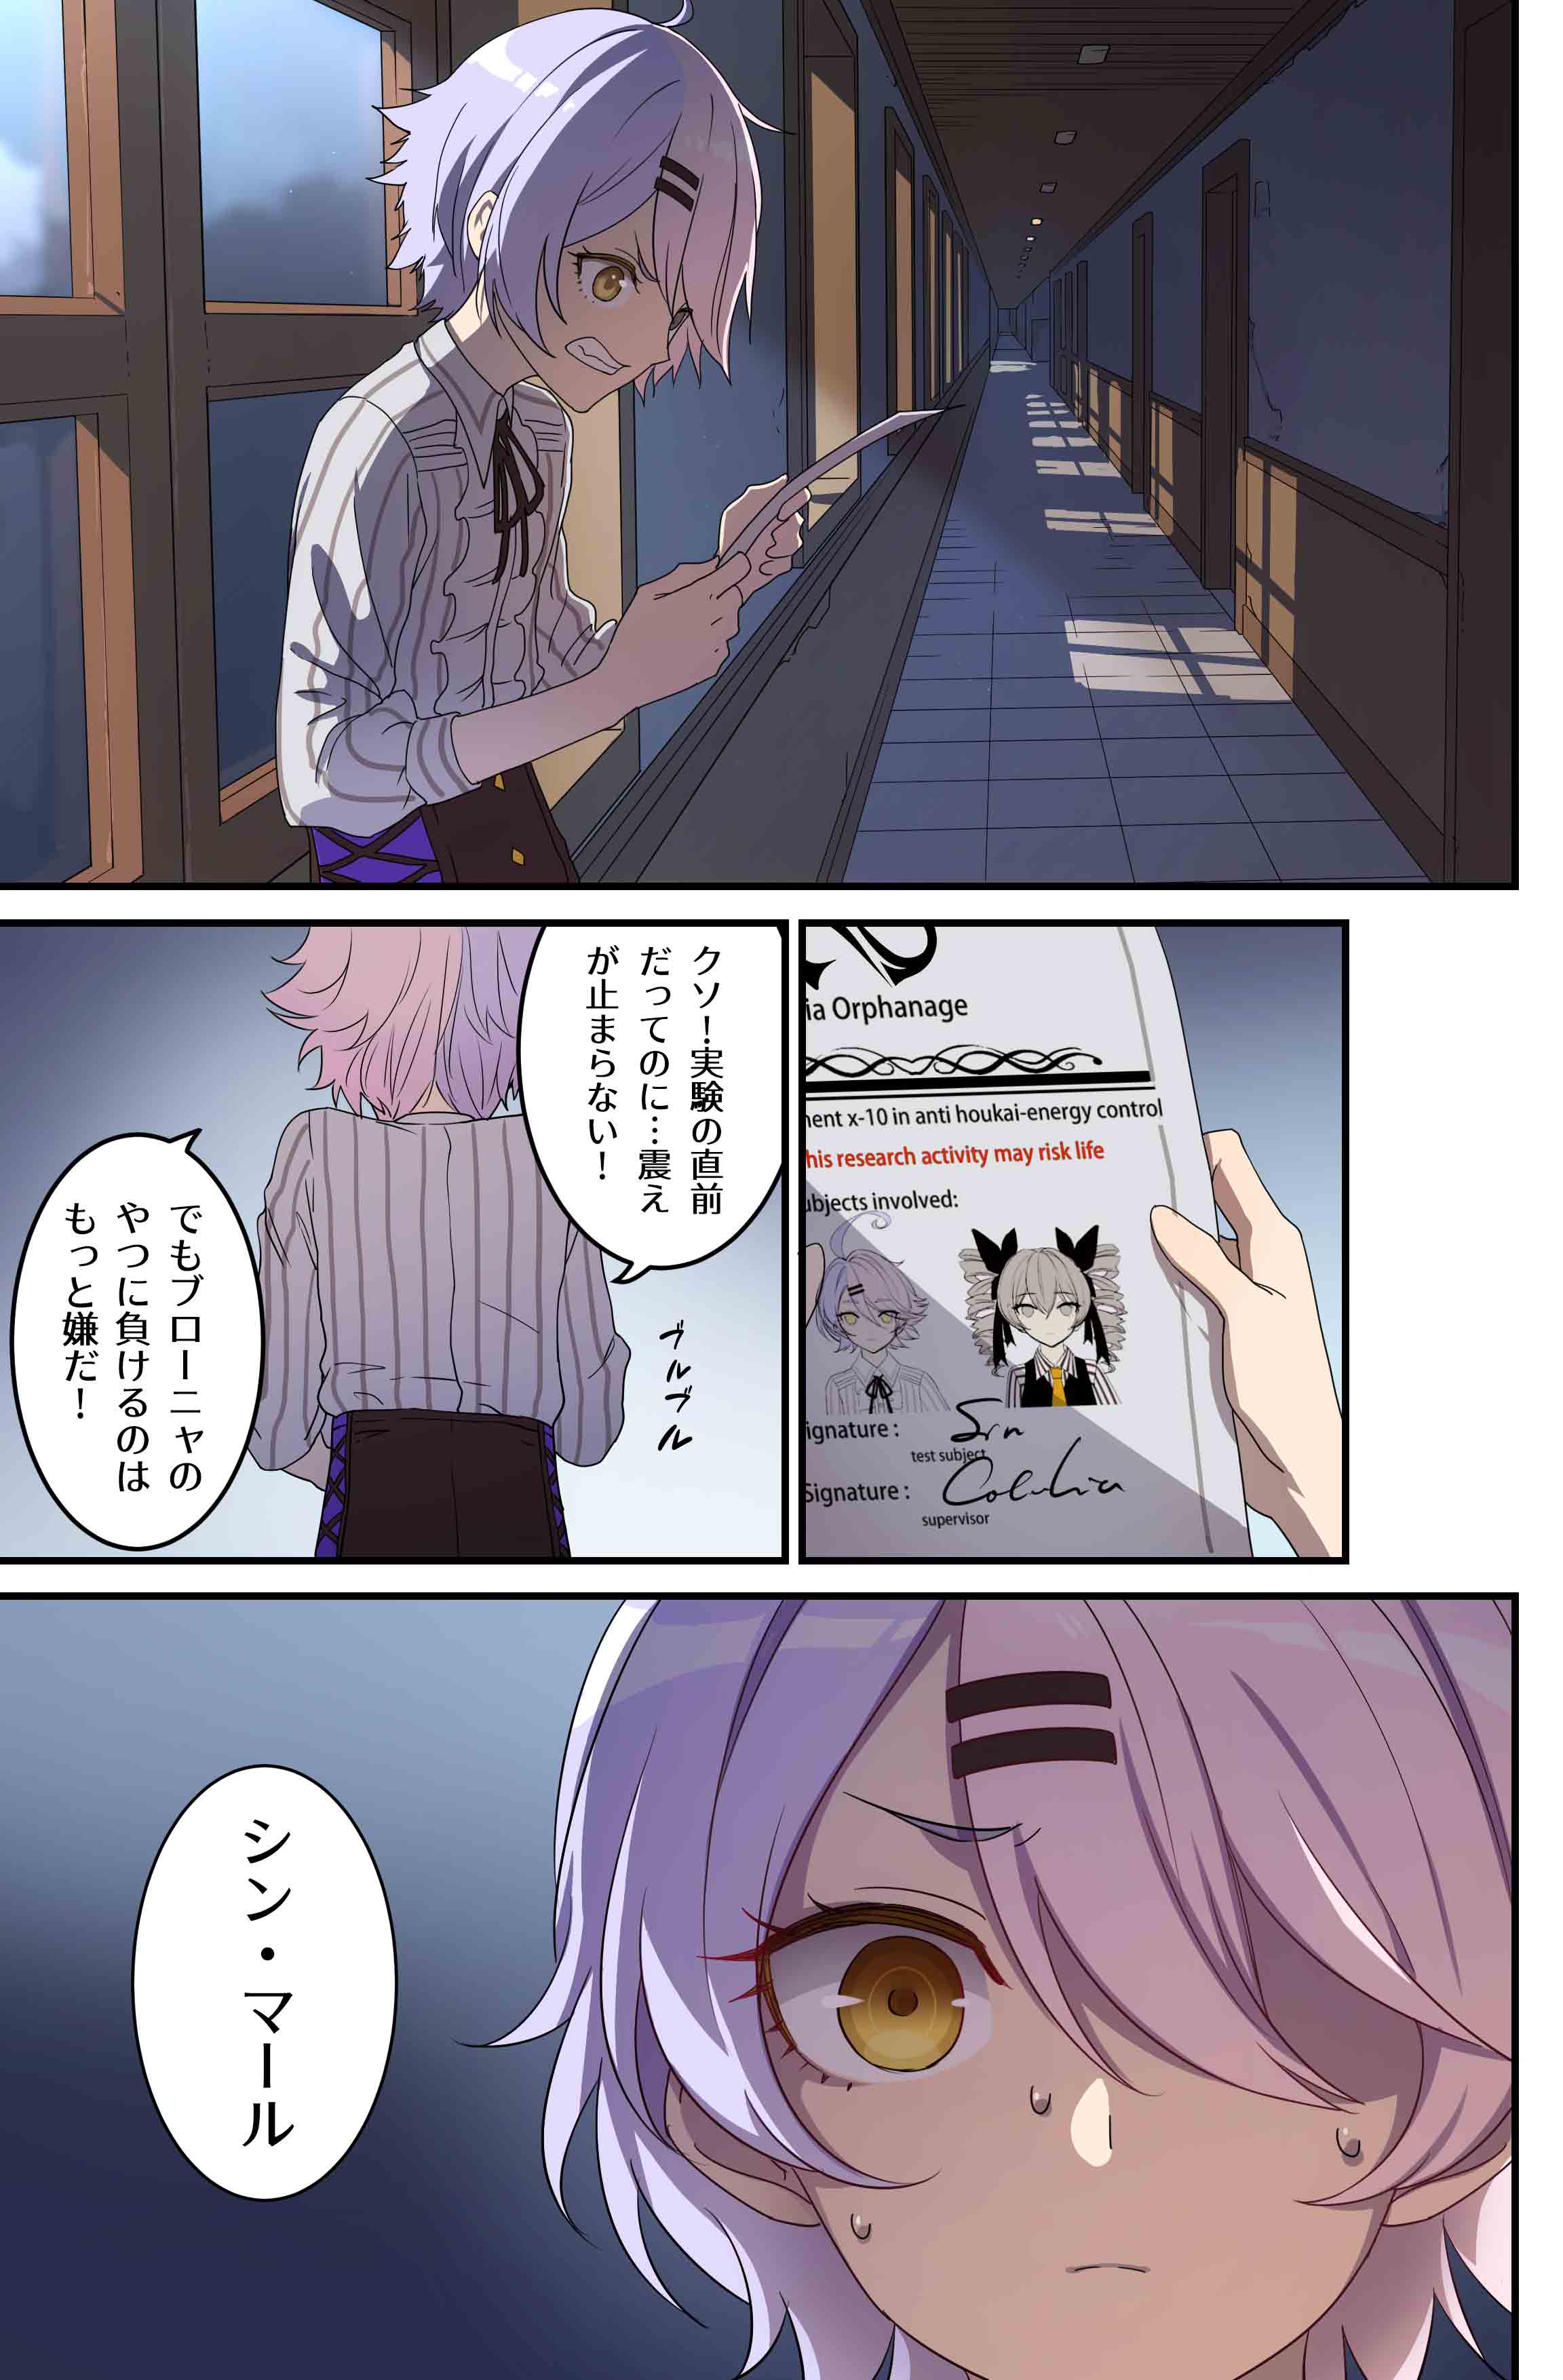 ia Orphanage
ent x-10 in anti houkai-energy control
his research activity may risk life
bjects involved:
ignature :
Srn
test subject
Signature :
supervisor
クソ！実験の直前
だってのに…震え
が止まらない！
ブルブル
でもブローニャの
やつに負けるのは
もっと嫌だ！
シン・マール